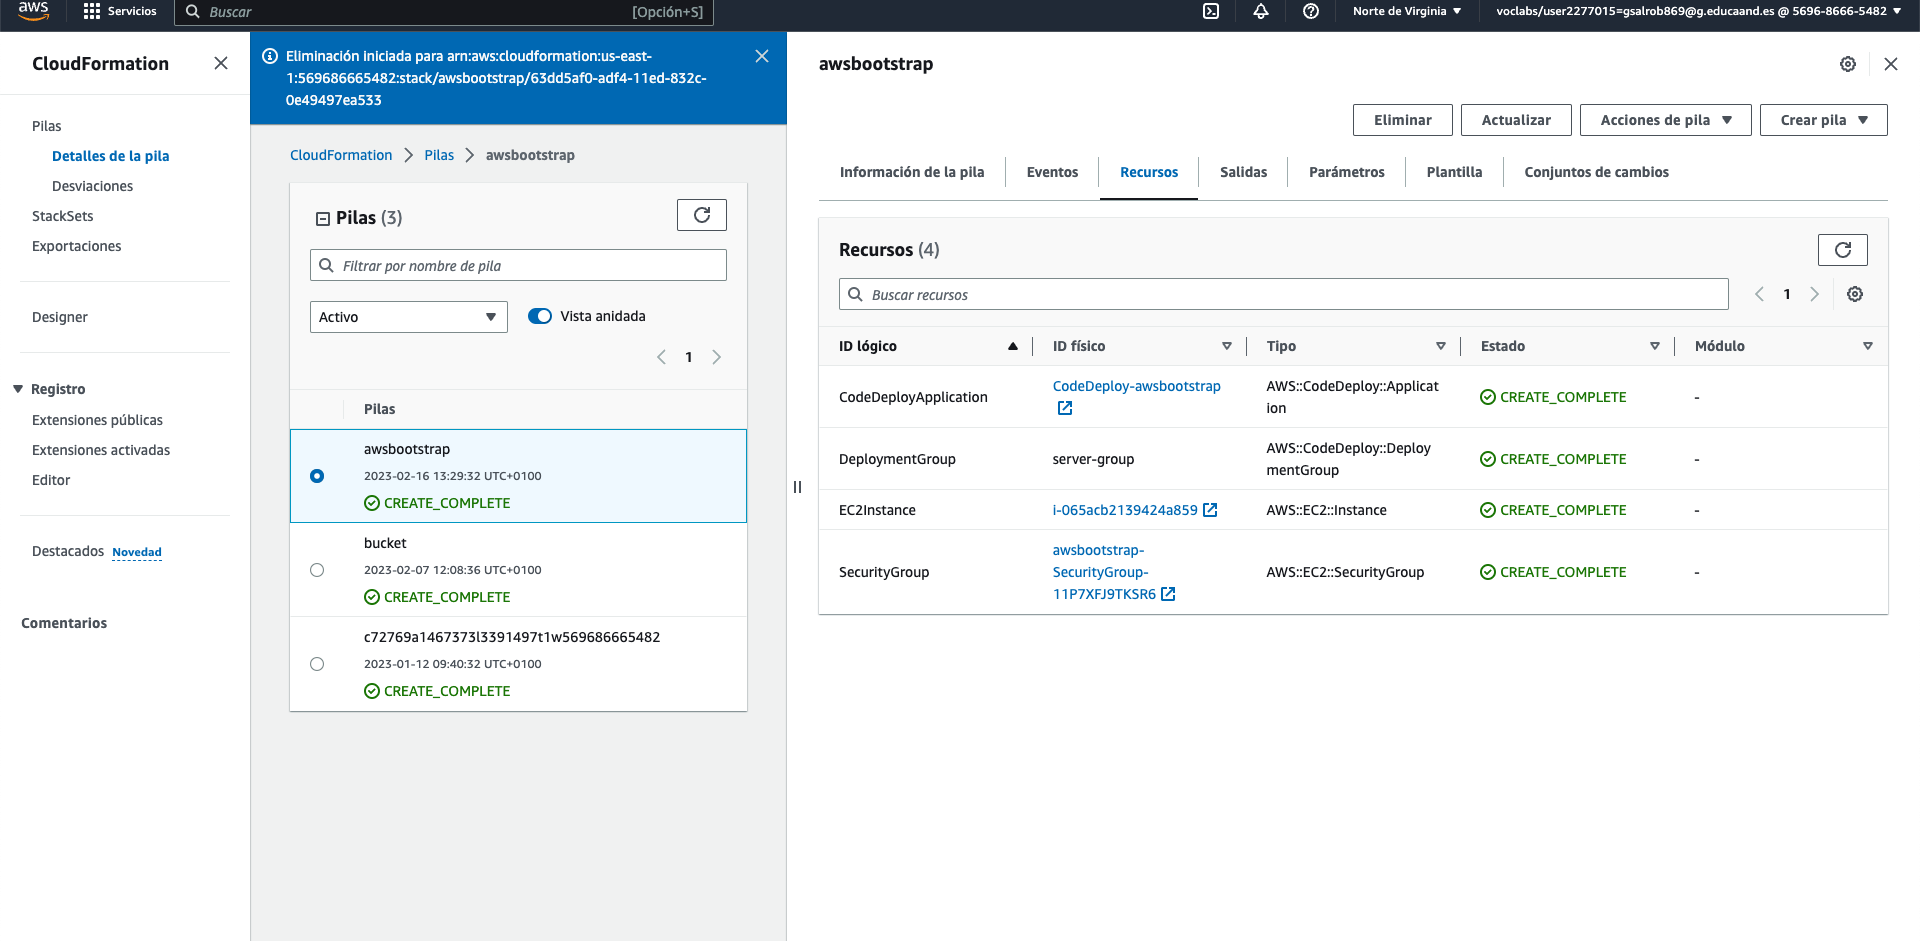 aws
Servicios
Buscar
[Opción+S]
Norte de Virginia
voclabs/user2277015=gsalrob869@g.educaand.es @ 5696-8666-5482
CloudFormation
Pilas
Detalles de la pila
Desviaciones
StackSets
Exportaciones
Designer
Registro
Extensiones públicas
Extensiones activadas
Editor
Destacados Novedad
Comentarios
Eliminación iniciada para arn:aws:cloudformation:us-east-
1:569686665482:stack/awsbootstrap/63dd5af0-adf4-11ed-832c-
0e49497ea533
CloudFormation
Pilas
awsbootstrap
Pilas (3)
Filtrar por nombre de pila
Activo
Vista anidada
1
Pilas
awsbootstrap
2023-02-16 13:29:32 UTC+0100
CREATE_COMPLETE
bucket
2023-02-07 12:08:36 UTC+0100
CREATE_COMPLETE
c72769a1467373l3391497t1w569686665482
2023-01-12 09:40:32 UTC+0100
CREATE_COMPLETE
awsbootstrap
Eliminar
Actualizar
Acciones de pila
Crear pila
Información de la pila
Eventos
Recursos
Salidas
Parámetros
Plantilla
Conjuntos de cambios
Recursos (4)
Buscar recursos
1
ID lógico
ID físico
Tipo
Estado
Módulo
CodeDeployApplication
CodeDeploy-awsbootstrap
AWS::CodeDeploy::Applicat
ion
CREATE_COMPLETE
-
DeploymentGroup
server-group
AWS::CodeDeploy::Deploy
mentGroup
CREATE_COMPLETE
-
EC2Instance
i-065acb2139424a859
AWS::EC2::Instance
CREATE_COMPLETE
-
SecurityGroup
awsbootstrap-
SecurityGroup-
11P7XFJ9TKSR6
AWS::EC2::SecurityGroup
CREATE_COMPLETE
-